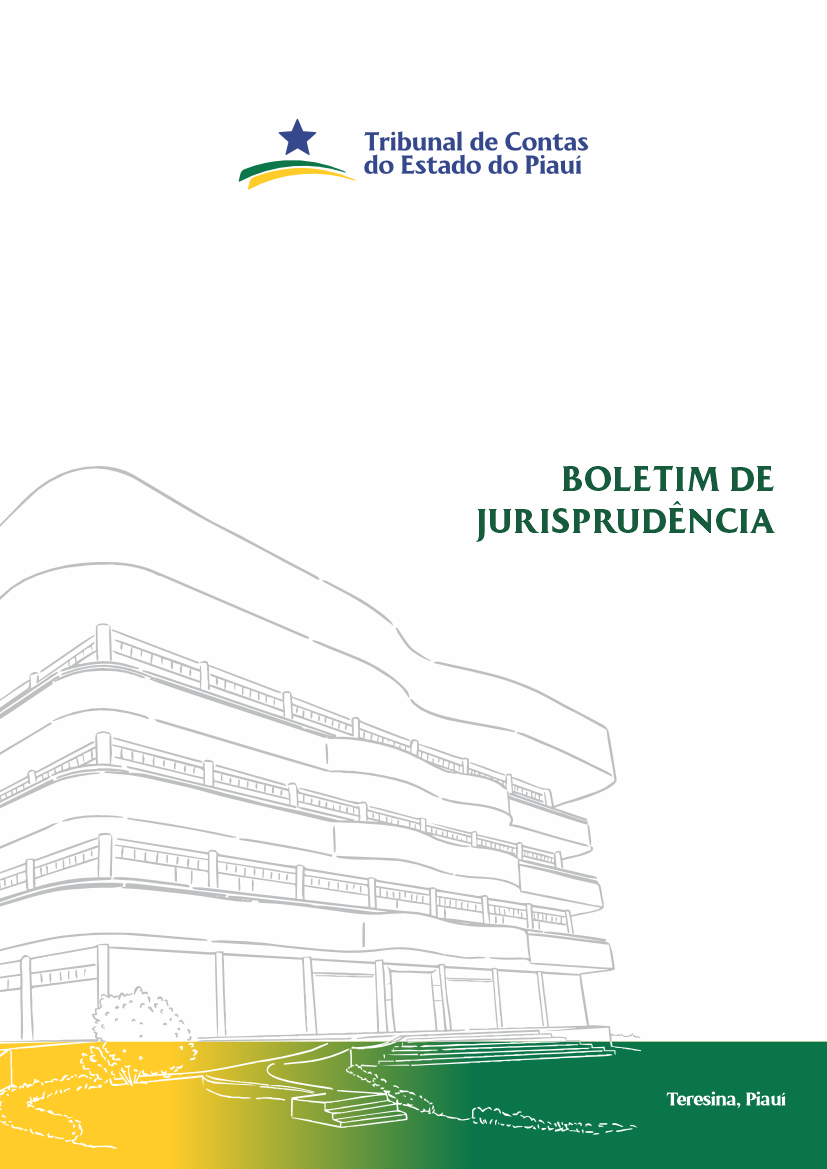 Tribunal de Contas
do Estado do Piauí
BOLETIM DE
JURISPRUDÊNCIA
Teresina, Piauí